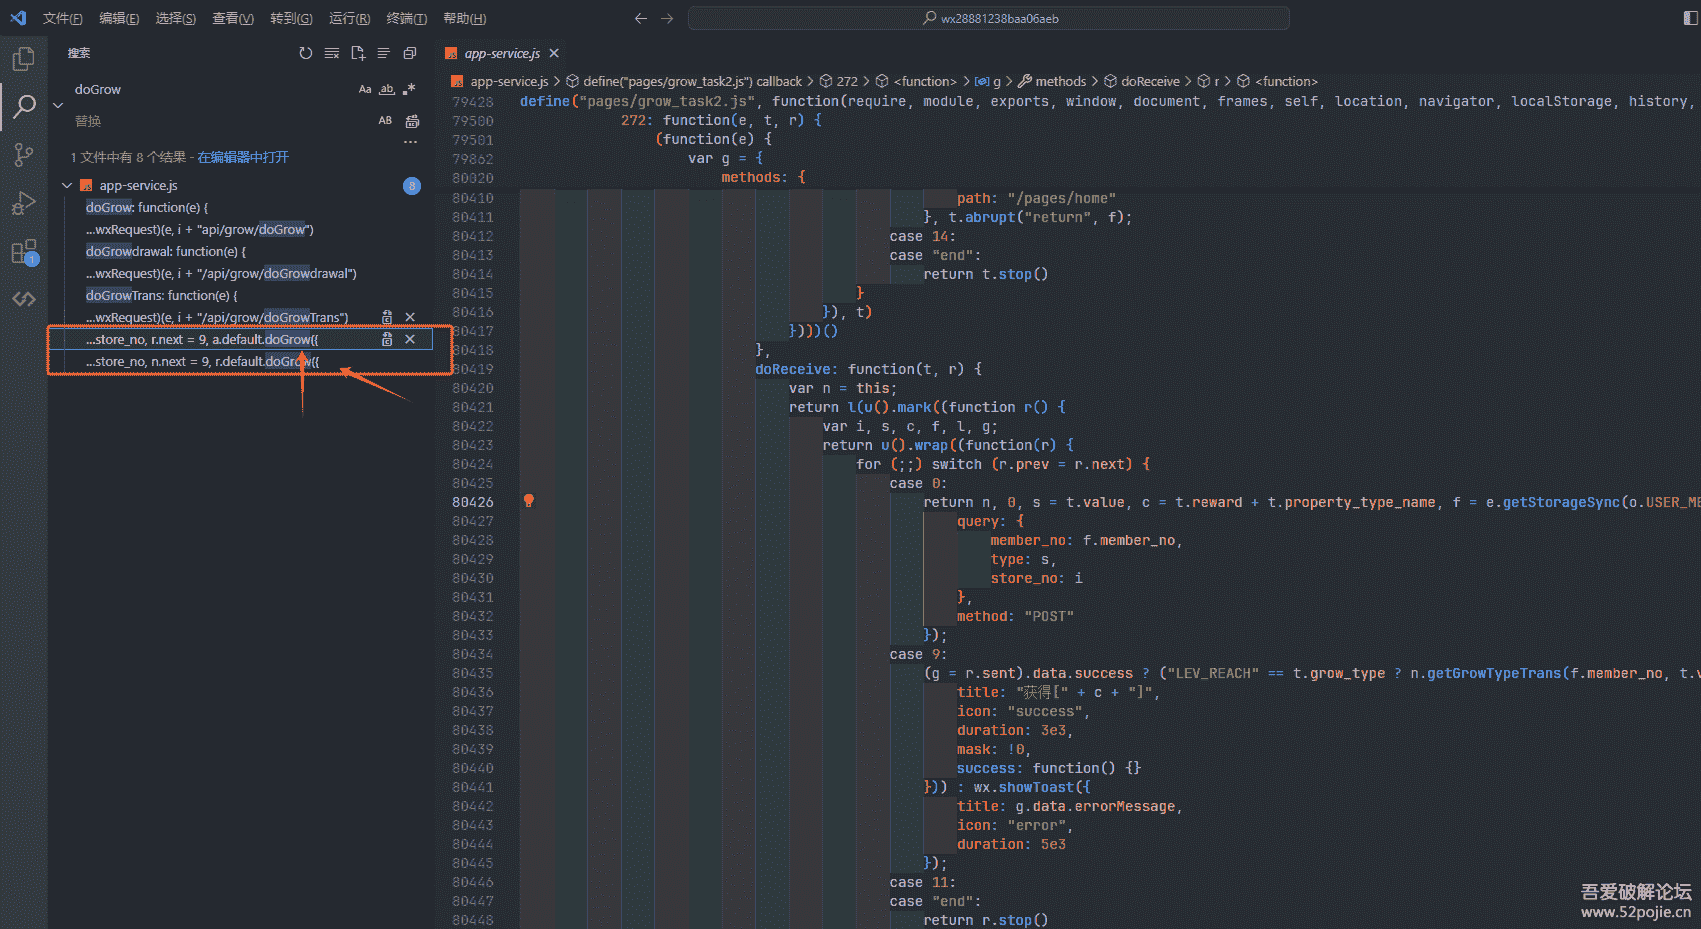 文件(F) 编辑(E) 选择(S) 查看(V) 转到(G) 运行(R) 终端(T) 帮助(H)
wx28881238baa06aeb
搜索
doGrow
Aa ab .*
替换
AB
1 文件中有 8 个结果 - 在编辑器中打开
app-service.js
8
doGrow: function(e) {
...wxRequest)(e, i + "api/grow/doGrow")
doGrowdrawal: function(e) {
...wxRequest)(e, i + "/api/grow/doGrowdrawal")
doGrowTrans: function(e) {
...wxRequest)(e, i + "/api/grow/doGrowTrans")
...store_no, r.next = 9, a.default.doGrow({
...store_no, n.next = 9, r.default.doGrow({
1
app-service.js
app-service.js > define("pages/grow_task2.js") callback > 272 > <function> > g > methods > doReceive > r > <function>
79428 define("pages/grow_task2.js", function(require, module, exports, window, document, frames, self, location, navigator, localStorage, history,
79500 272: function(e, t, r) {
79501 (function(e) {
79862 var g = {
80020 methods: {
80410 path: "/pages/home"
80411 }, t.abrupt("return", f);
80412 case 14:
80413 case "end":
80414 return t.stop()
80415 }
80416 }), t)
80417 })))()
80418 },
80419 doReceive: function(t, r) {
80420 var n = this;
80421 return l(u().mark((function r() {
80422 var i, s, c, f, l, g;
80423 return u().wrap((function(r) {
80424 for (;;) switch (r.prev = r.next) {
80425 case 0:
80426 return n, 0, s = t.value, c = t.reward + t.property_type_name, f = e.getStorageSync(o.USER_ME
80427 query: {
80428 member_no: f.member_no,
80429 type: s,
80430 store_no: i
80431 },
80432 method: "POST"
80433 });
80434 case 9:
80435 (g = r.sent).data.success ? ("LEV_REACH" == t.grow_type ? n.getGrowTypeTrans(f.member_no, t.v
80436 title: "获得[" + c + "]",
80437 icon: "success",
80438 duration: 3e3,
80439 mask: !0,
80440 success: function() {}
80441 })) : wx.showToast({
80442 title: g.data.errorMessage,
80443 icon: "error",
80444 duration: 5e3
80445 });
80446 case 11:
80447 case "end":
80448 return r.stop()
吾爱破解论坛
www.52pojie.cn